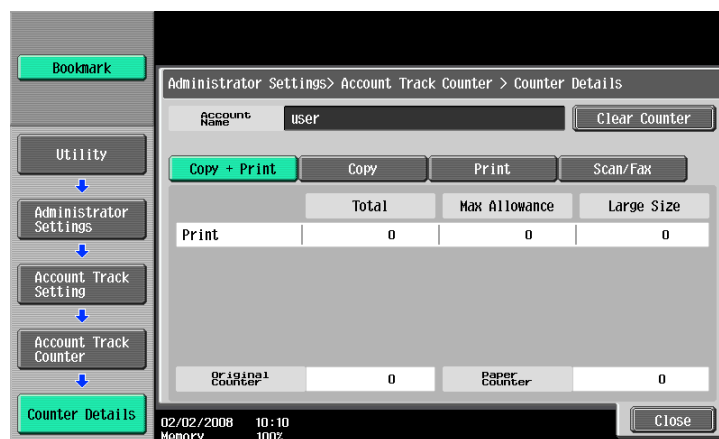 Bookmark
Utility
Administrator
Settings
Account Track
Setting
Account Track
Counter
Counter Details
Administrator Settings> Account Track Counter > Counter Details
Account
Name
user
Clear Counter
Copy + Print
Copy
Print
Scan/Fax
Total
Max Allowance
Large Size
Print
0
0
0
Original
Counter
0
Paper
Counter
0
02/02/2008 10:10
Memory 100%
Close